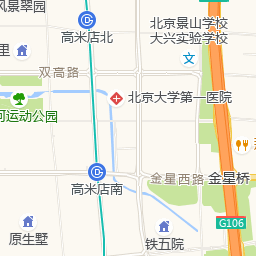 风景翠园
北京景山学校
大兴实验学校
高米店北
里
双高路
北京大学第一医院
河运动公园
高米店南
金星西路
金星桥
G106
原生墅
铁五院